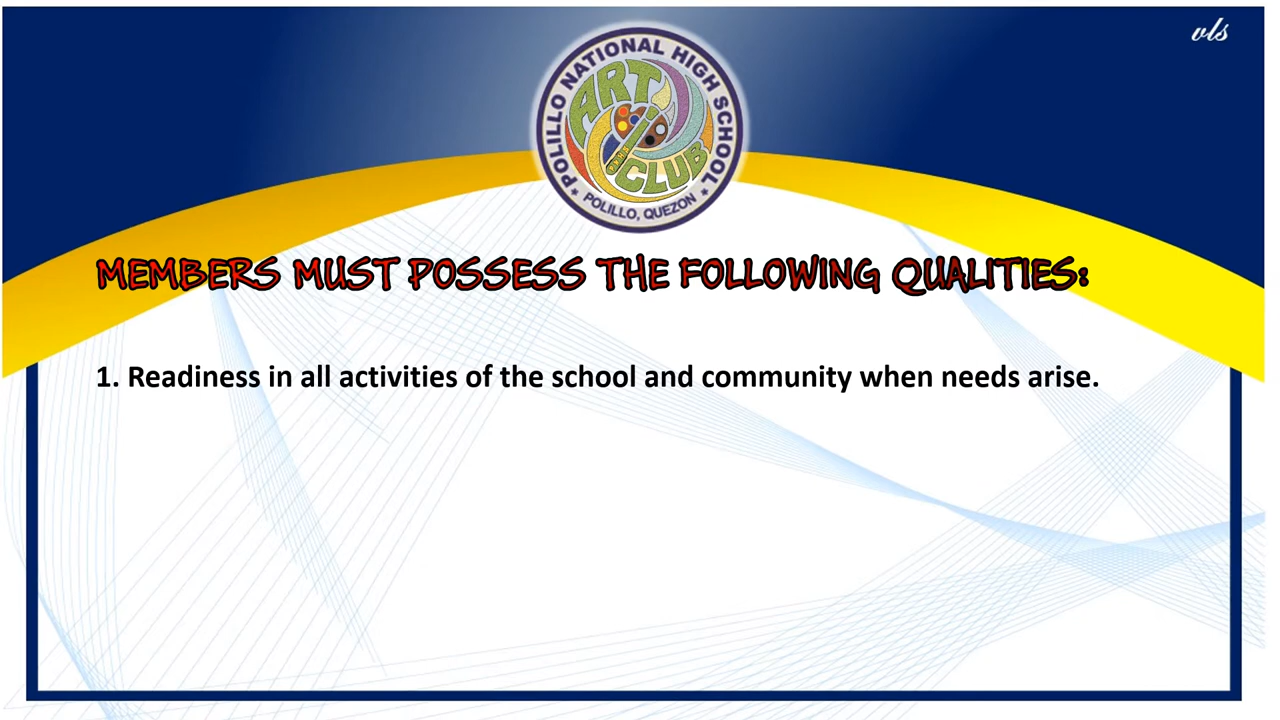 vls
POLILLO NATIONAL HIGH SCHOOL
ART
CLUB
POLILLO, QUEZON
MEMBERS MUST POSSESS THE FOLLOWING QUALITIES:
1. Readiness in all activities of the school and community when needs arise.